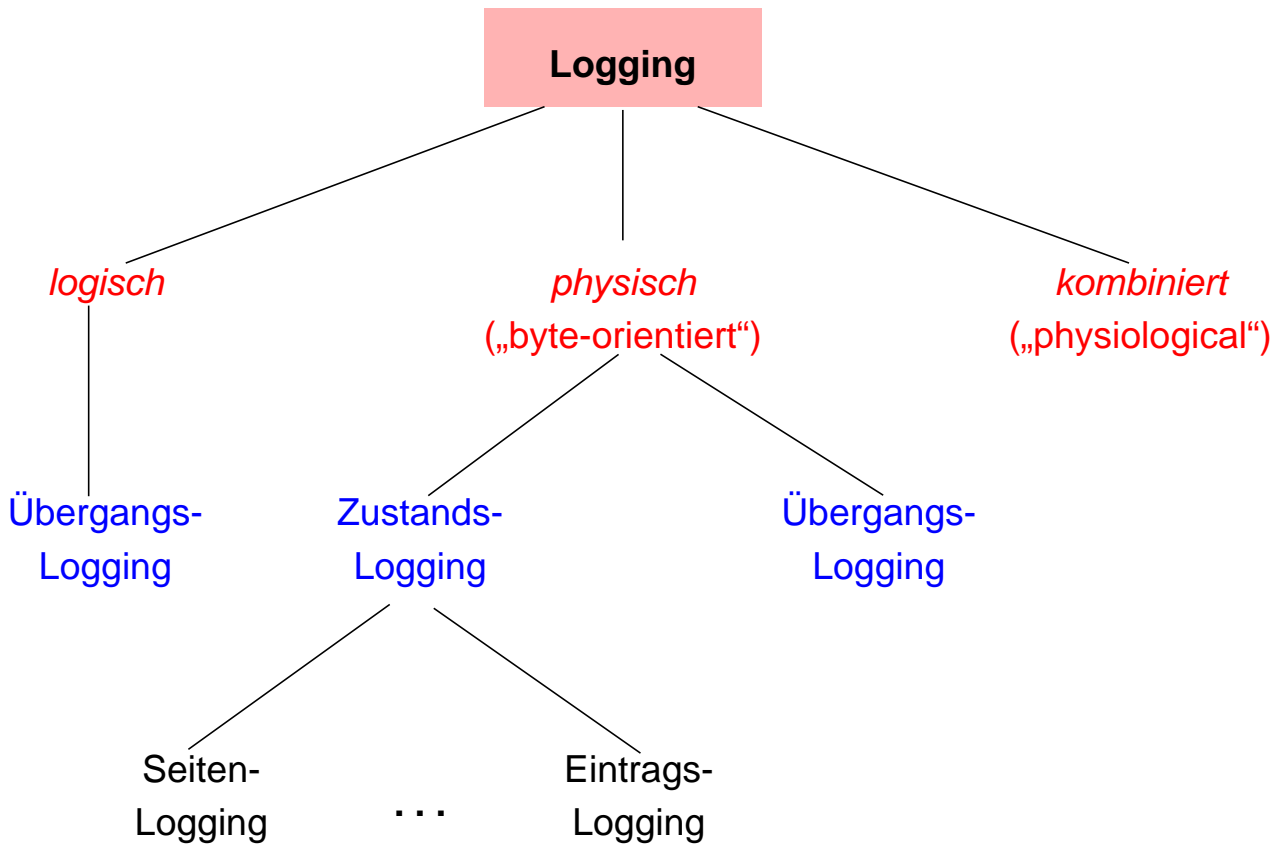 Logging
logisch
physisch
(„byte-orientiert“)
kombiniert
(„physiological“)
Übergangs-
Logging
Zustands-
Logging
Übergangs-
Logging
Seiten-
Logging
. . .
Eintrags-
Logging